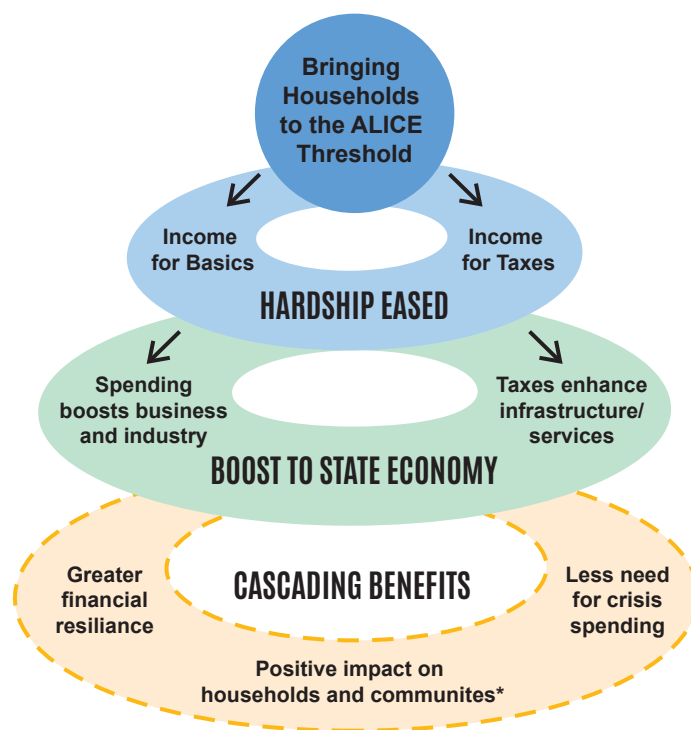 Bringing
Households
to the ALICE
Threshold
Income
for Basics
Income
for Taxes
HARDSHIP EASED
Spending
boosts business
and industry
Taxes enhance
infrastructure/
services
BOOST TO STATE ECONOMY
Greater
financial
resiliance
CASCADING BENEFITS
Less need
for crisis
spending
Positive impact on
households and communites*